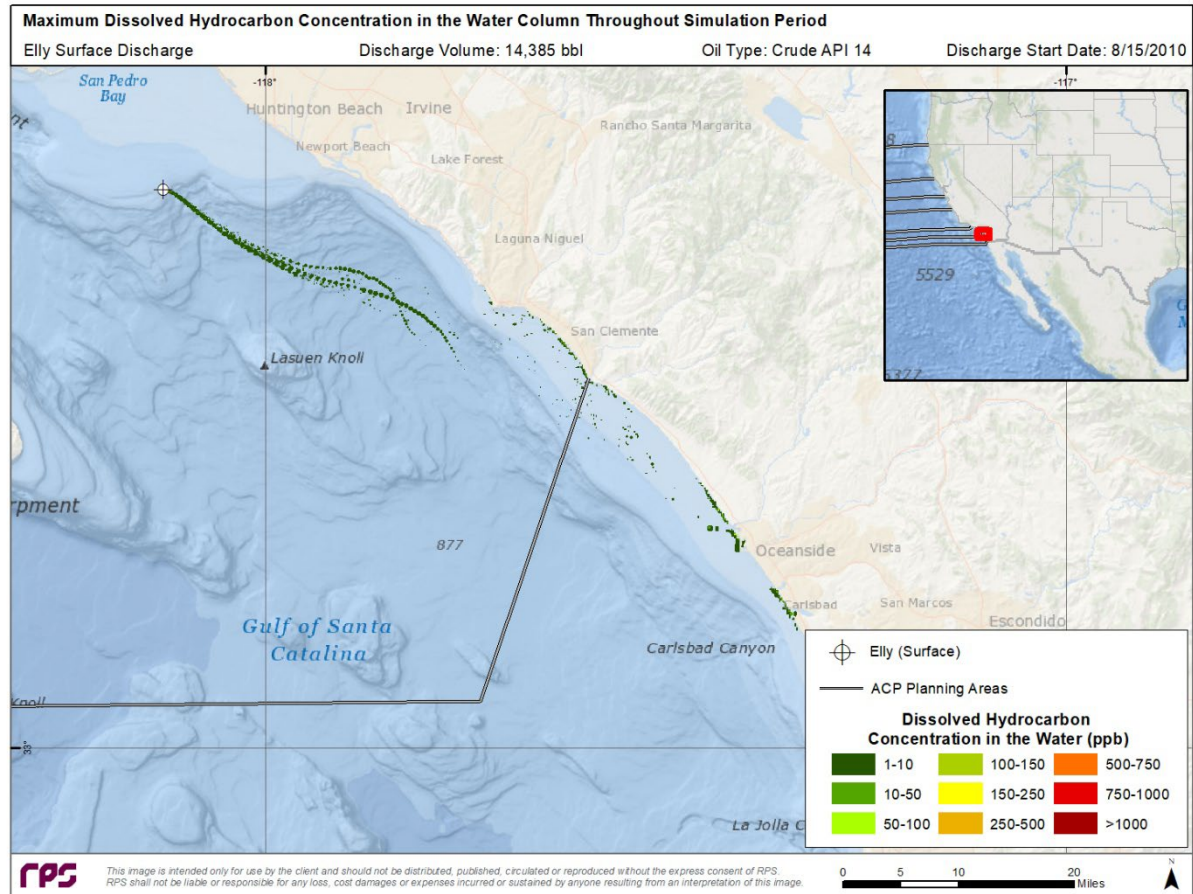 Maximum Dissolved Hydrocarbon Concentration in the Water Column Throughout Simulation Period
Elly Surface Discharge Discharge Volume: 14,385 bbl Oil Type: Crude API 14 Discharge Start Date: 8/15/2010
-118°
-117°
San Pedro
Bay
Huntington Beach
Irvine
Rancho Santa Margarita
Newport Beach
Lake Forest
Laguna Niguel
San Clemente
Lasuen Knoll
rpment
877
Oceanside
Vista
Carlsbad
San Marcos
Escondido
Gulf of Santa
Catalina
Carlsbad Canyon
Knoll
33°
La Jolla C
8
5529
5377
G
M
Elly (Surface)
ACP Planning Areas
Dissolved Hydrocarbon
Concentration in the Water (ppb)
1-10 100-150 500-750
10-50 150-250 750-1000
50-100 250-500 >1000
rps
This image is intended only for use by the client and should not be distributed, published, circulated or reproduced without the express consent of RPS.
RPS shall not be liable or responsible for any loss, cost damages or expenses incurred or sustained by anyone resulting from an interpretation of this image.
0 5 10 20
Miles
N